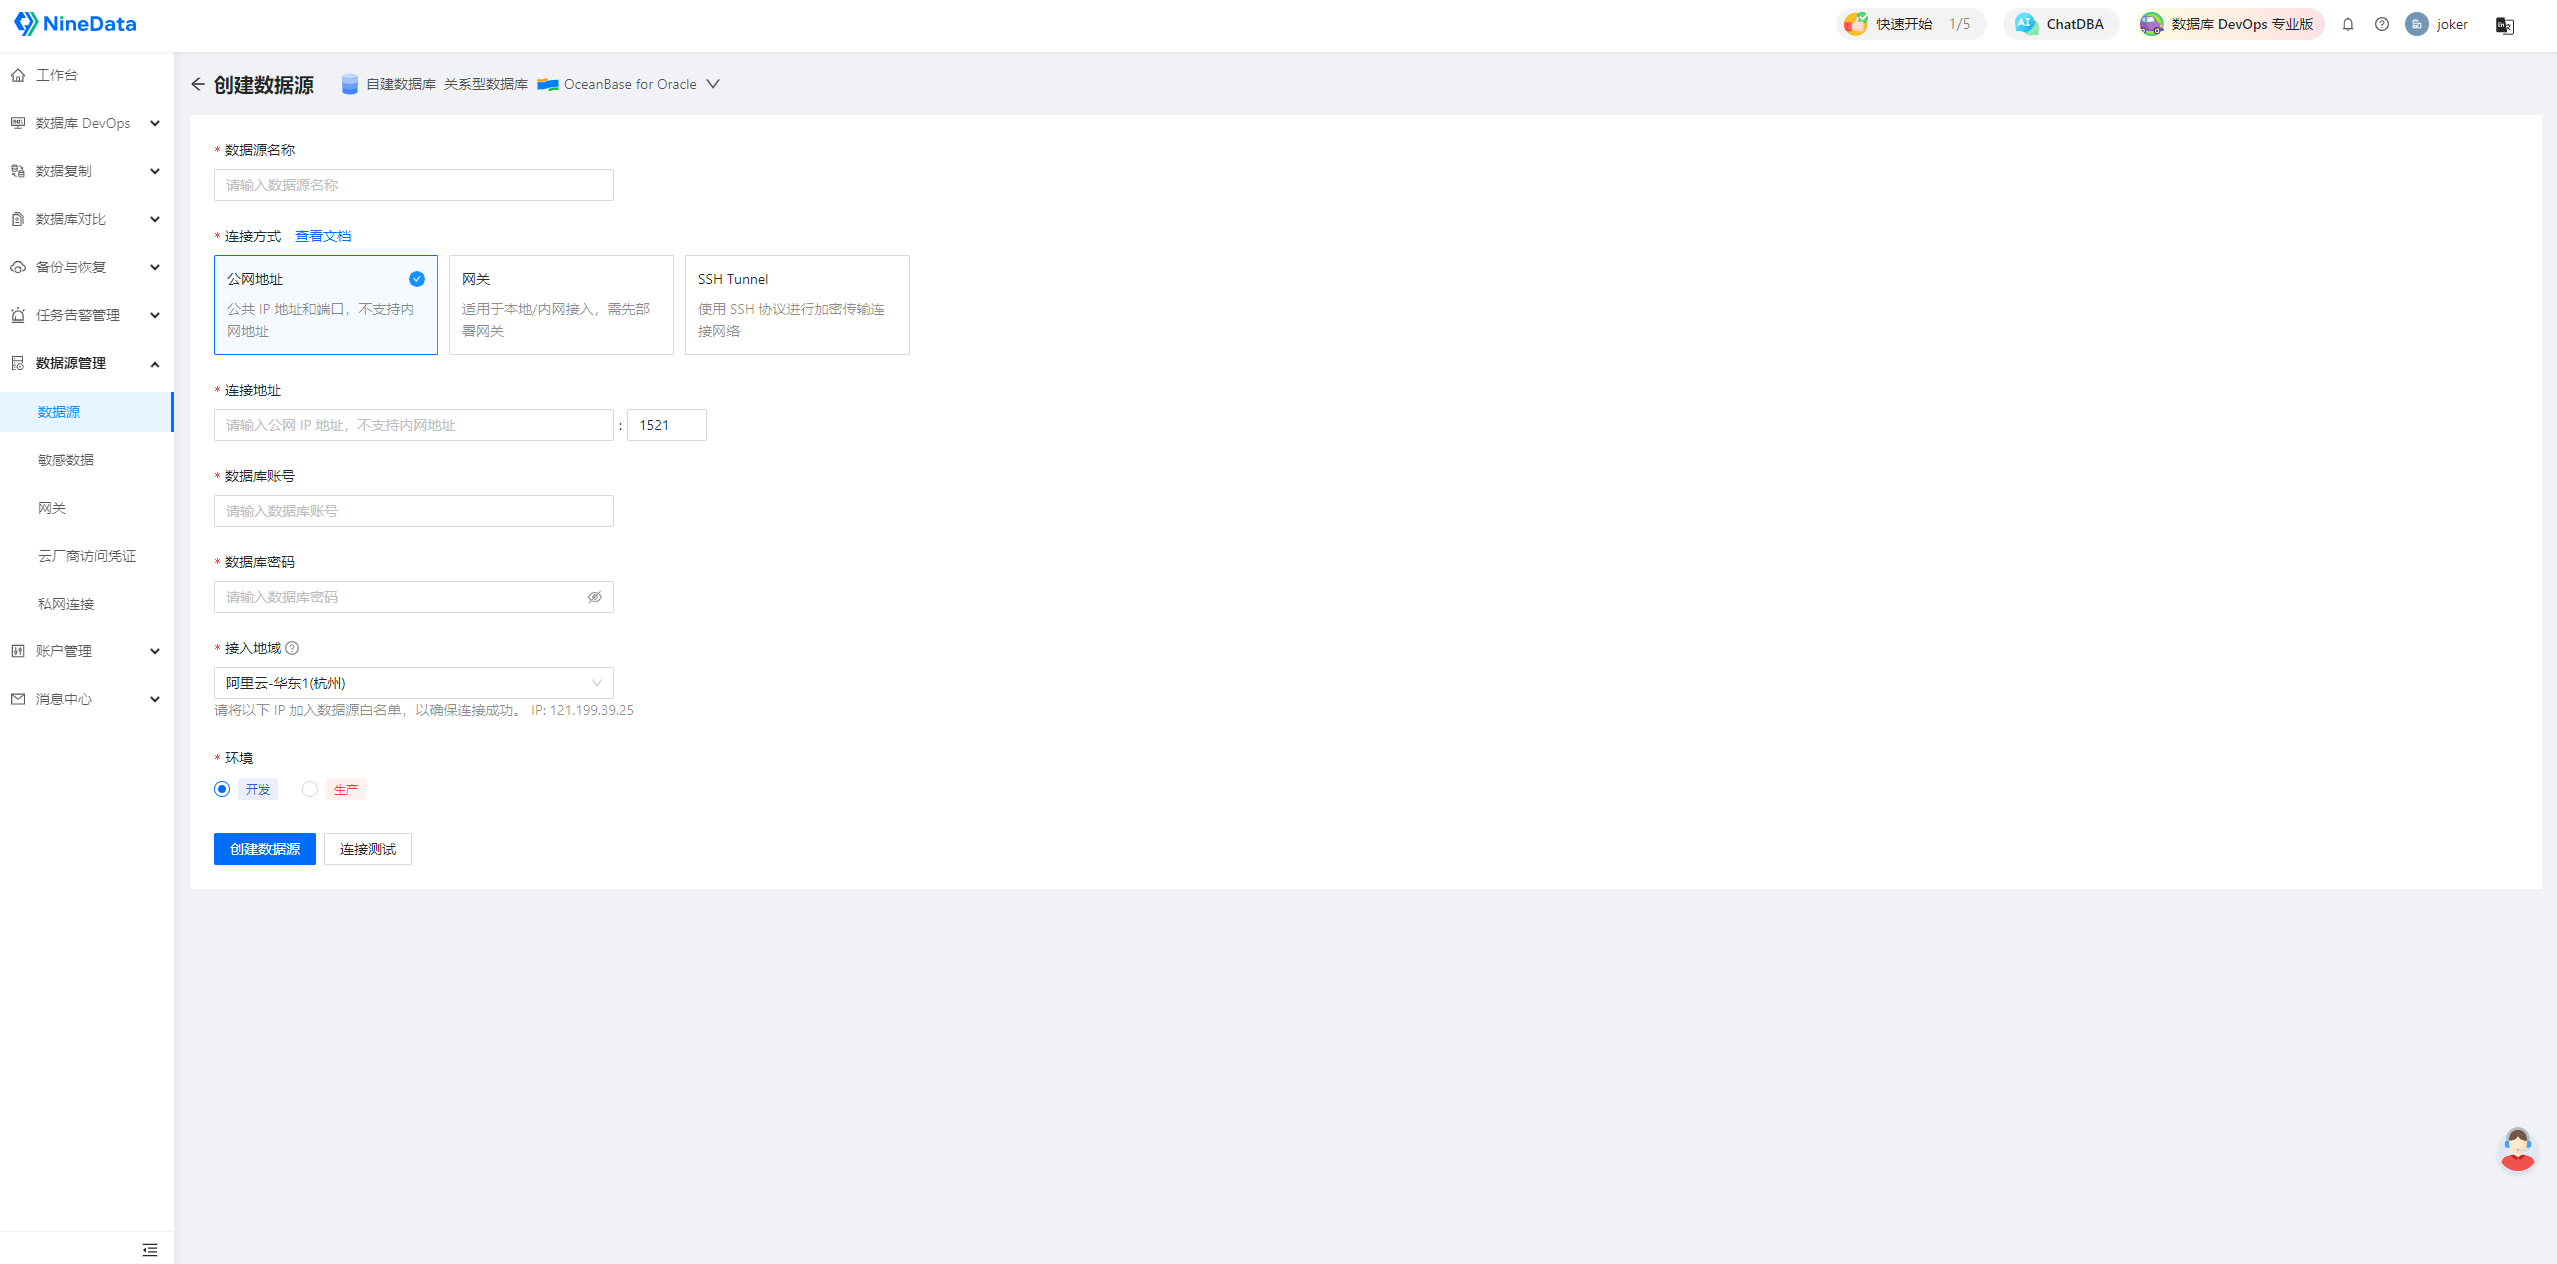 NineData
快速开始 1/5
ChatDBA
数据库 DevOps 专业版
joker
工作台
数据库 DevOps
数据复制
数据库对比
备份与恢复
任务告警管理
数据源管理
数据源
敏感数据
网关
云厂商访问凭证
私网连接
账户管理
消息中心
创建数据源
自建数据库 关系型数据库 OceanBase for Oracle
* 数据源名称
请输入数据源名称
* 连接方式 查看文档
公网地址
公共 IP 地址和端口，不支持内
网地址
网关
适用于本地/内网接入，需先部
署网关
SSH Tunnel
使用 SSH 协议进行加密传输连
接网络
* 连接地址
请输入公网 IP 地址，不支持内网地址 : 1521
* 数据库账号
请输入数据库账号
* 数据库密码
请输入数据库密码
* 接入地域
阿里云-华东1(杭州)
请将以下 IP 加入数据源白名单，以确保连接成功。 IP: 121.199.39.25
* 环境
开发 生产
创建数据源 连接测试